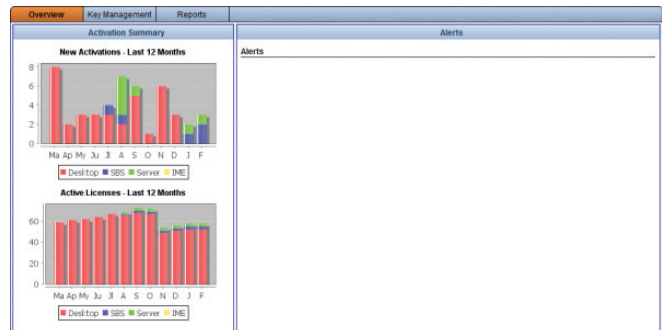 Overview Key Management Reports
Activation Summary
Alerts
New Activations - Last 12 Months
Alerts
8
6
4
2
0
Ma Ap My Ju Jl A S O N D J F
Desktop SBS Server IME
Active Licenses - Last 12 Months
60
40
20
0
Ma Ap My Ju Jl A S O N D J F
Desktop SBS Server IME